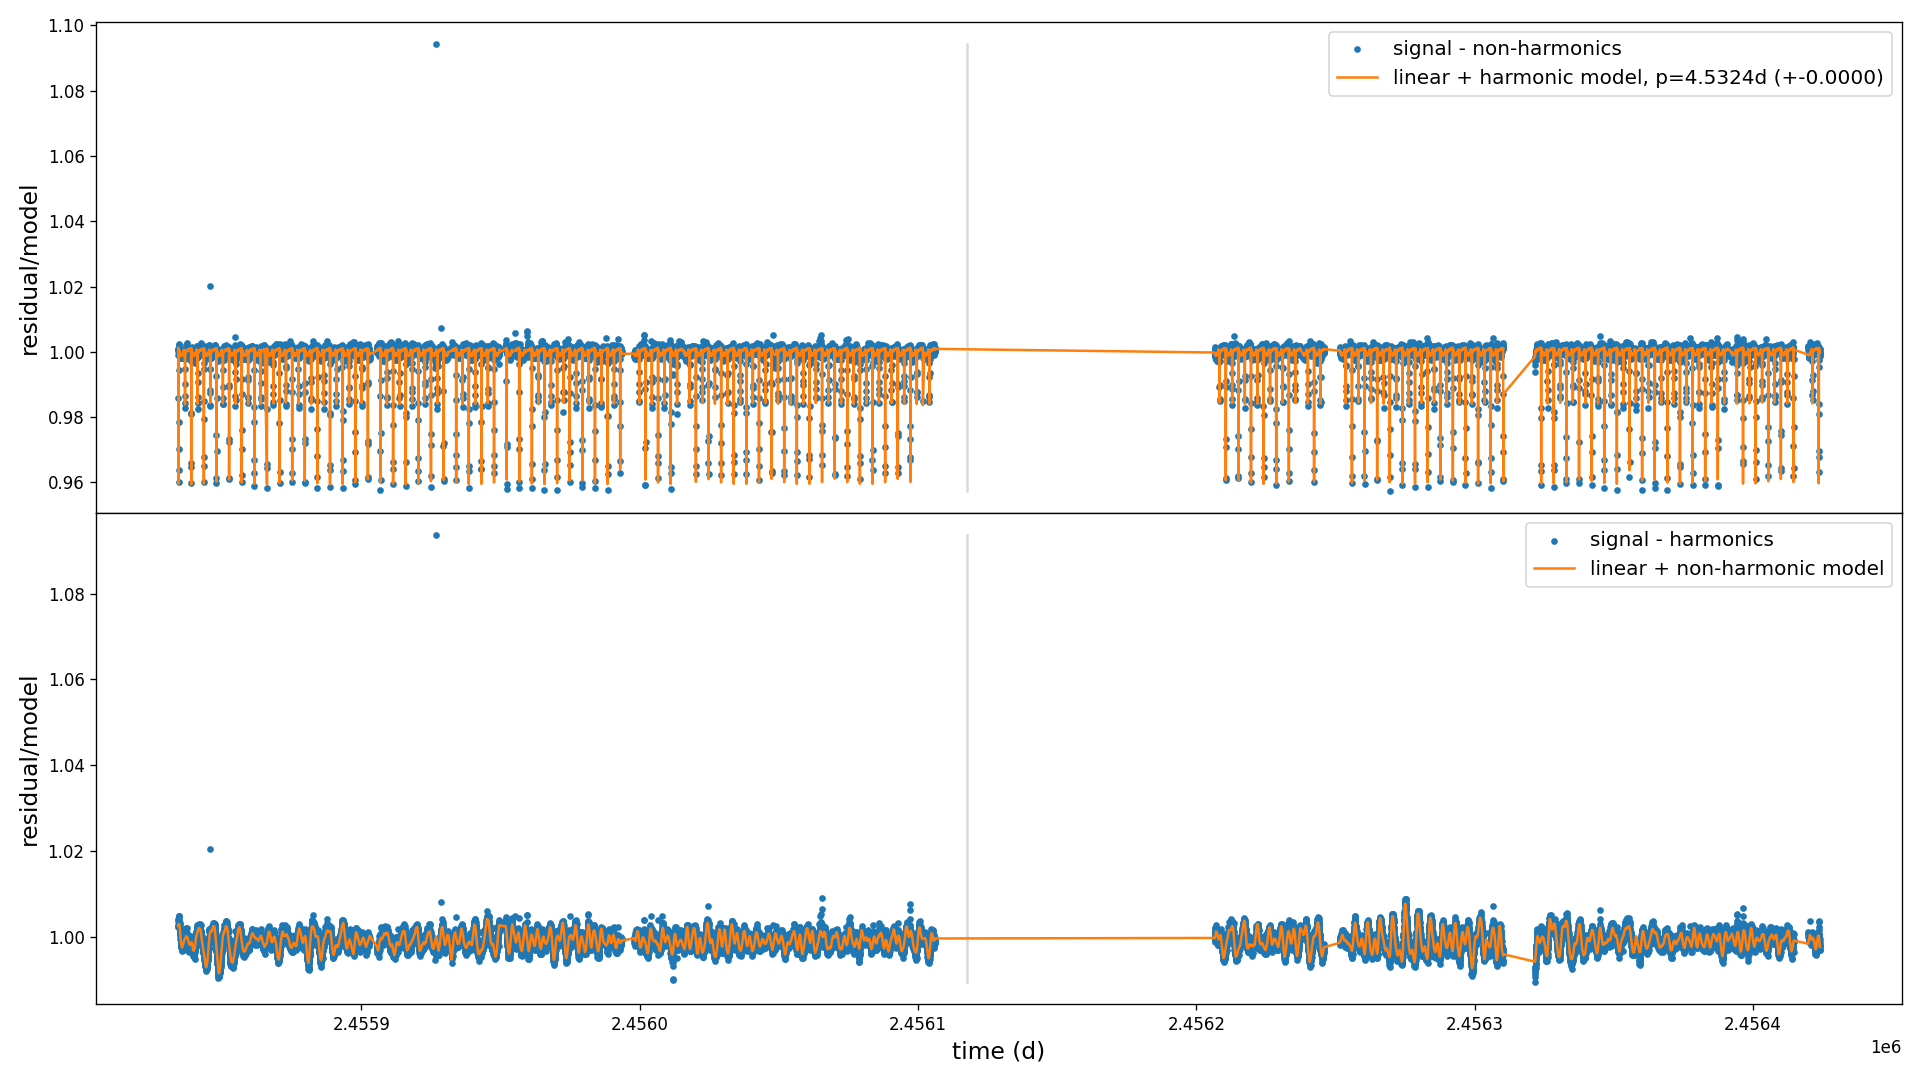 1.10
1.08
1.06
1.04
1.02
1.00
0.98
0.96
residual/model
signal - non-harmonics
linear + harmonic model, p=4.5324d (+-0.0000)
1.08
1.06
1.04
1.02
1.00
residual/model
signal - harmonics
linear + non-harmonic model
2.4559 2.4560 2.4561 2.4562 2.4563 2.4564
1e6
time (d)